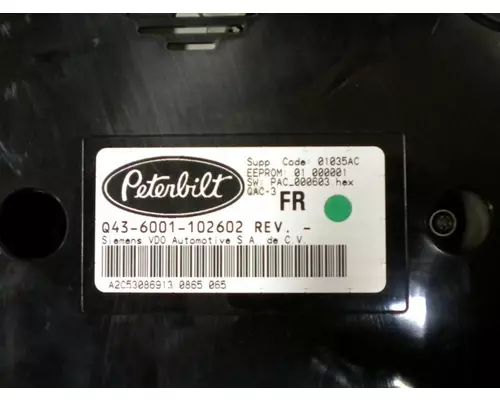 Peterbilt
Supp Code: 01035AC
EEPROM: 01 000001
SW: PAC_000603.hex
QAC-3
FR
Q43-6001-102602 REV. -
Siemens VDO Automotive S.A. de C.V.
A2C53086913 0865 065